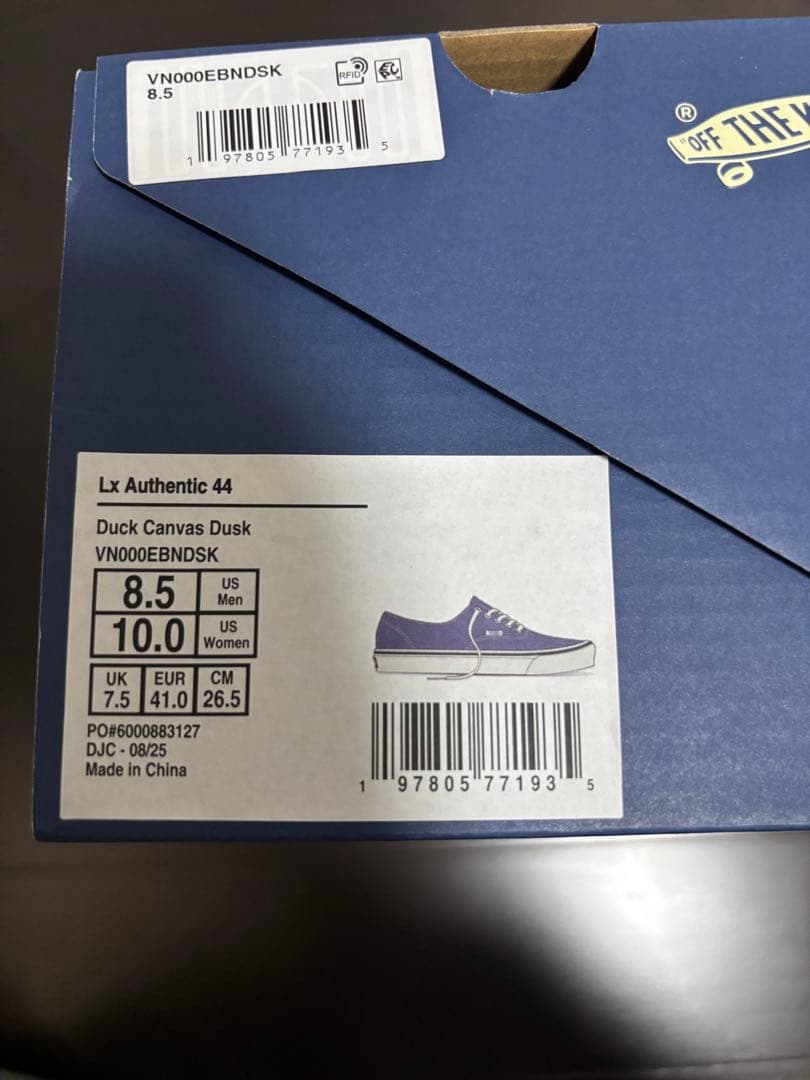 VN000EBNDSK
8.5
RFID
1 97805 77193 5
®
"OFF THE
Lx Authentic 44
Duck Canvas Dusk
VN000EBNDSK
8.5 US Men
10.0 US Women
UK EUR CM
7.5 41.0 26.5
PO#6000883127
DJC - 08/25
Made in China
1 97805 77193 5